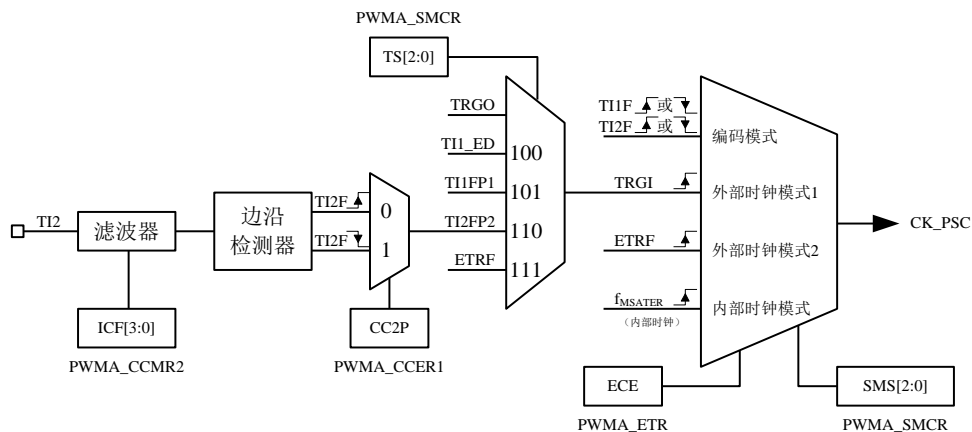 PWMA_SMCR
TS[2:0]
TRGO
TI1_ED
100
TI1FP1
101
TI2FP2
110
ETRF
111
TI2
滤波器
ICF[3:0]
PWMA_CCMR2
边沿
检测器
TI2F
0
TI2F
1
CC2P
PWMA_CCER1
TI1F 或
TI2F 或
编码模式
TRGI
外部时钟模式1
ETRF
外部时钟模式2
fMSATER
(内部时钟)
内部时钟模式
CK_PSC
ECE
PWMA_ETR
SMS[2:0]
PWMA_SMCR